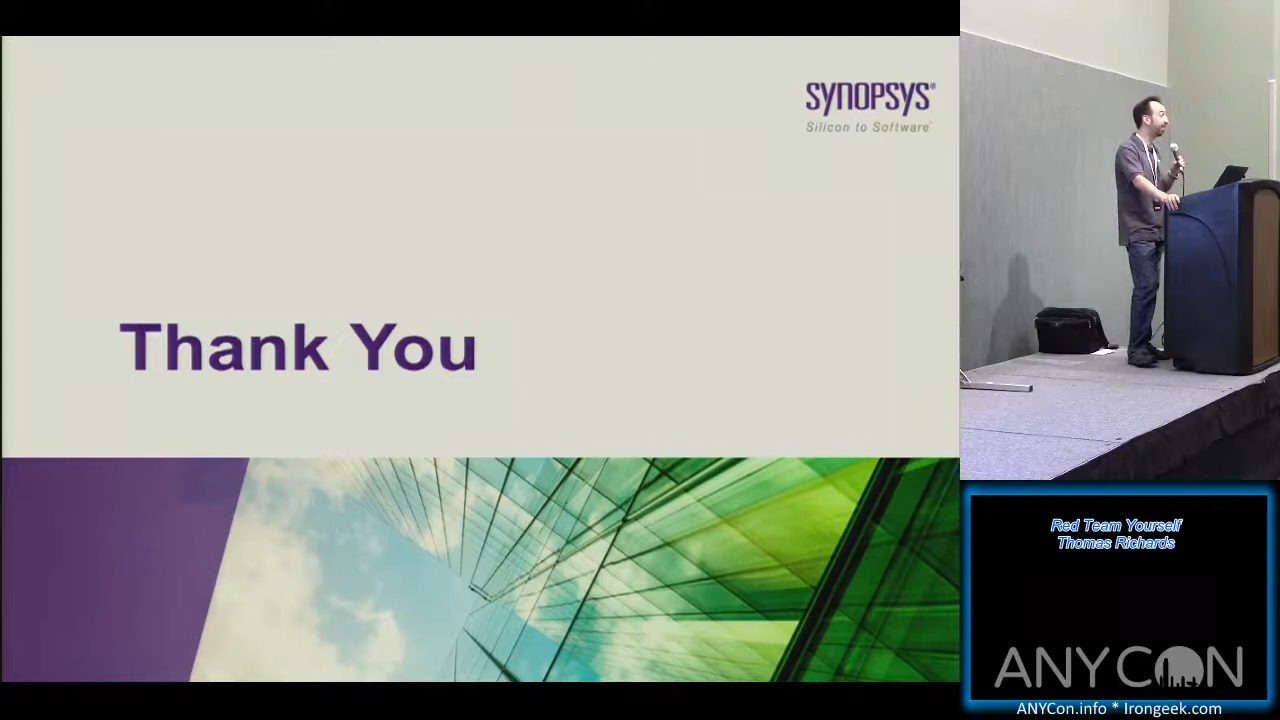 SYNOPSYS®
Silicon to Software™
Thank You
Red Team Yourself
Thomas Richards
ANYCON
ANYCon.info * Irongeek.com